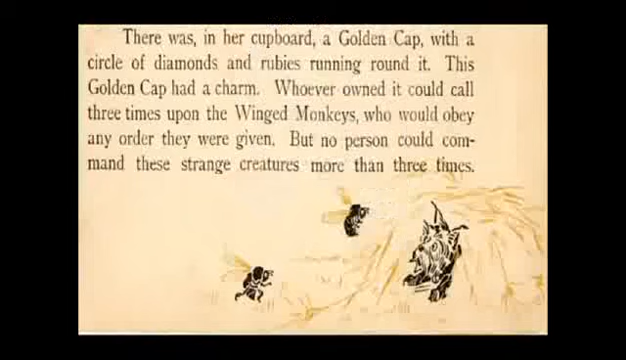 There was, in her cupboard, a Golden Cap, with a
circle of diamonds and rubies running round it. This
Golden Cap had a charm. Whoever owned it could call
three times upon the Winged Monkeys, who would obey
any order they were given. But no person could com-
mand these strange creatures more than three times.